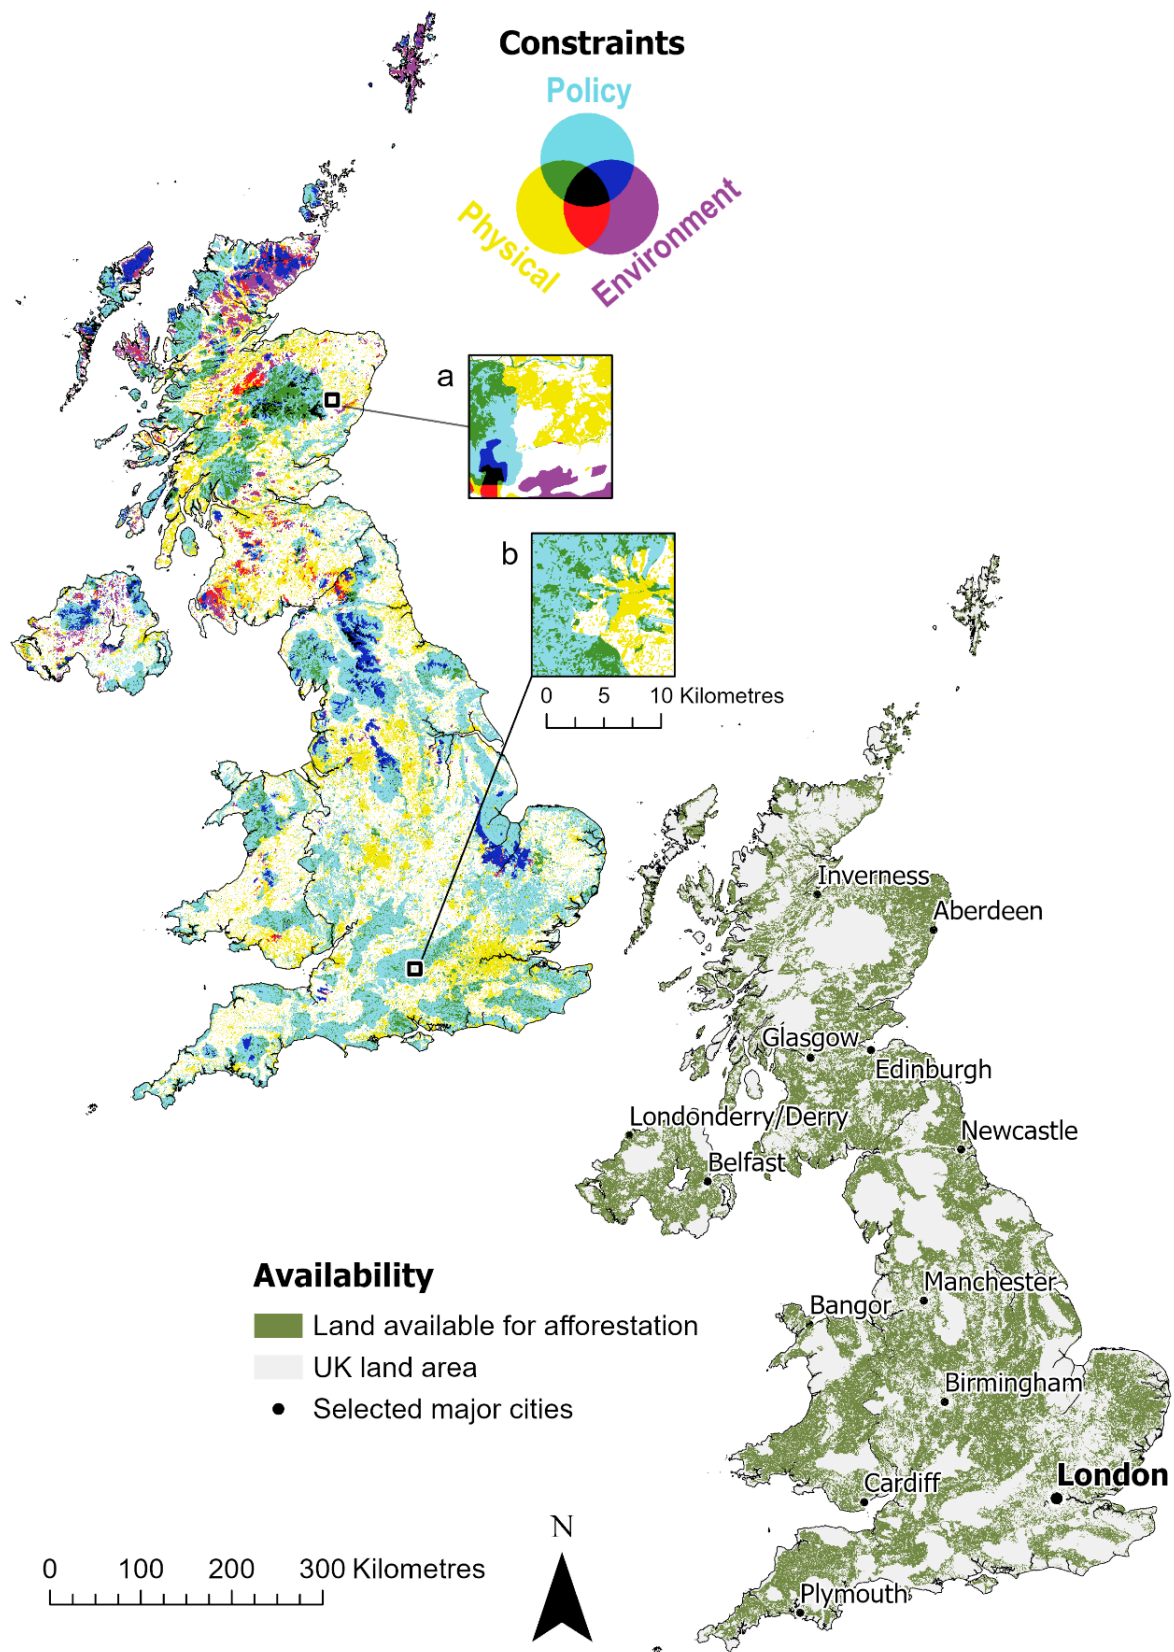 Constraints
Policy
Physical
Environment
a
b
0 5 10 Kilometres
Inverness
Aberdeen
Glasgow
Edinburgh
Londonderry/Derry
Newcastle
Belfast
Availability
Land available for afforestation
UK land area
Selected major cities
Manchester
Bangor
Birmingham
London
Cardiff
N
0 100 200 300 Kilometres
Plymouth